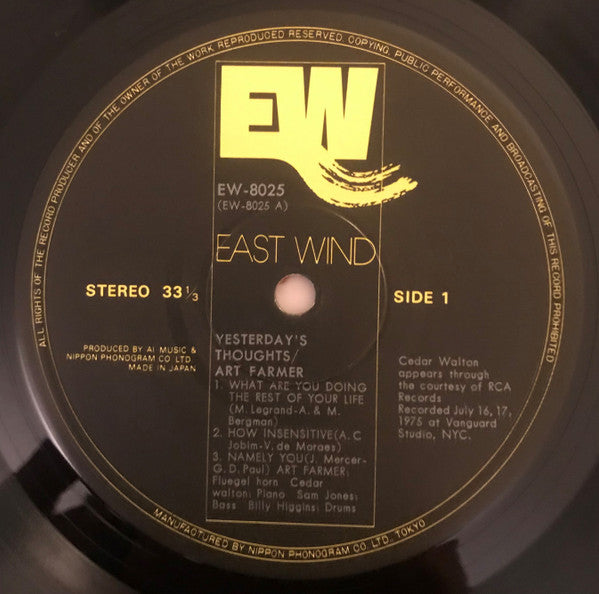 ALL RIGHTS OF THE RECORD PRODUCER AND OF THE OWNER OF THE WORK REPRODUCED RESERVED. COPYING, PUBLIC PERFORMANCE AND BROADCASTING OF THIS RECORD PROHIBITED
EW
EW-8025
(EW-8025 A)
EAST WIND
STEREO 33 1/3
SIDE 1
PRODUCED BY AI MUSIC &
NIPPON PHONOGRAM CO. LTD.
MADE IN JAPAN
YESTERDAY'S
THOUGHTS/
ART FARMER
1. WHAT ARE YOU DOING
THE REST OF YOUR LIFE
(M. Legrand-A. & M.
Bergman)
2. HOW INSENSITIVE(A. C
Jobim-V. de Moraes)
3. NAMELY YOU(J. Mercer-
G. D. Paul) ART FARMER;
Fluegel horn Cedar
walton; Piano Sam Jones;
Bass Billy Higgins; Drums
Cedar Walton
appears through
the courtesy of RCA
Records
Recorded July 16, 17,
1975 at Vanguard
Studio, NYC.
MANUFACTURED BY NIPPON PHONOGRAM CO. LTD., TOKYO